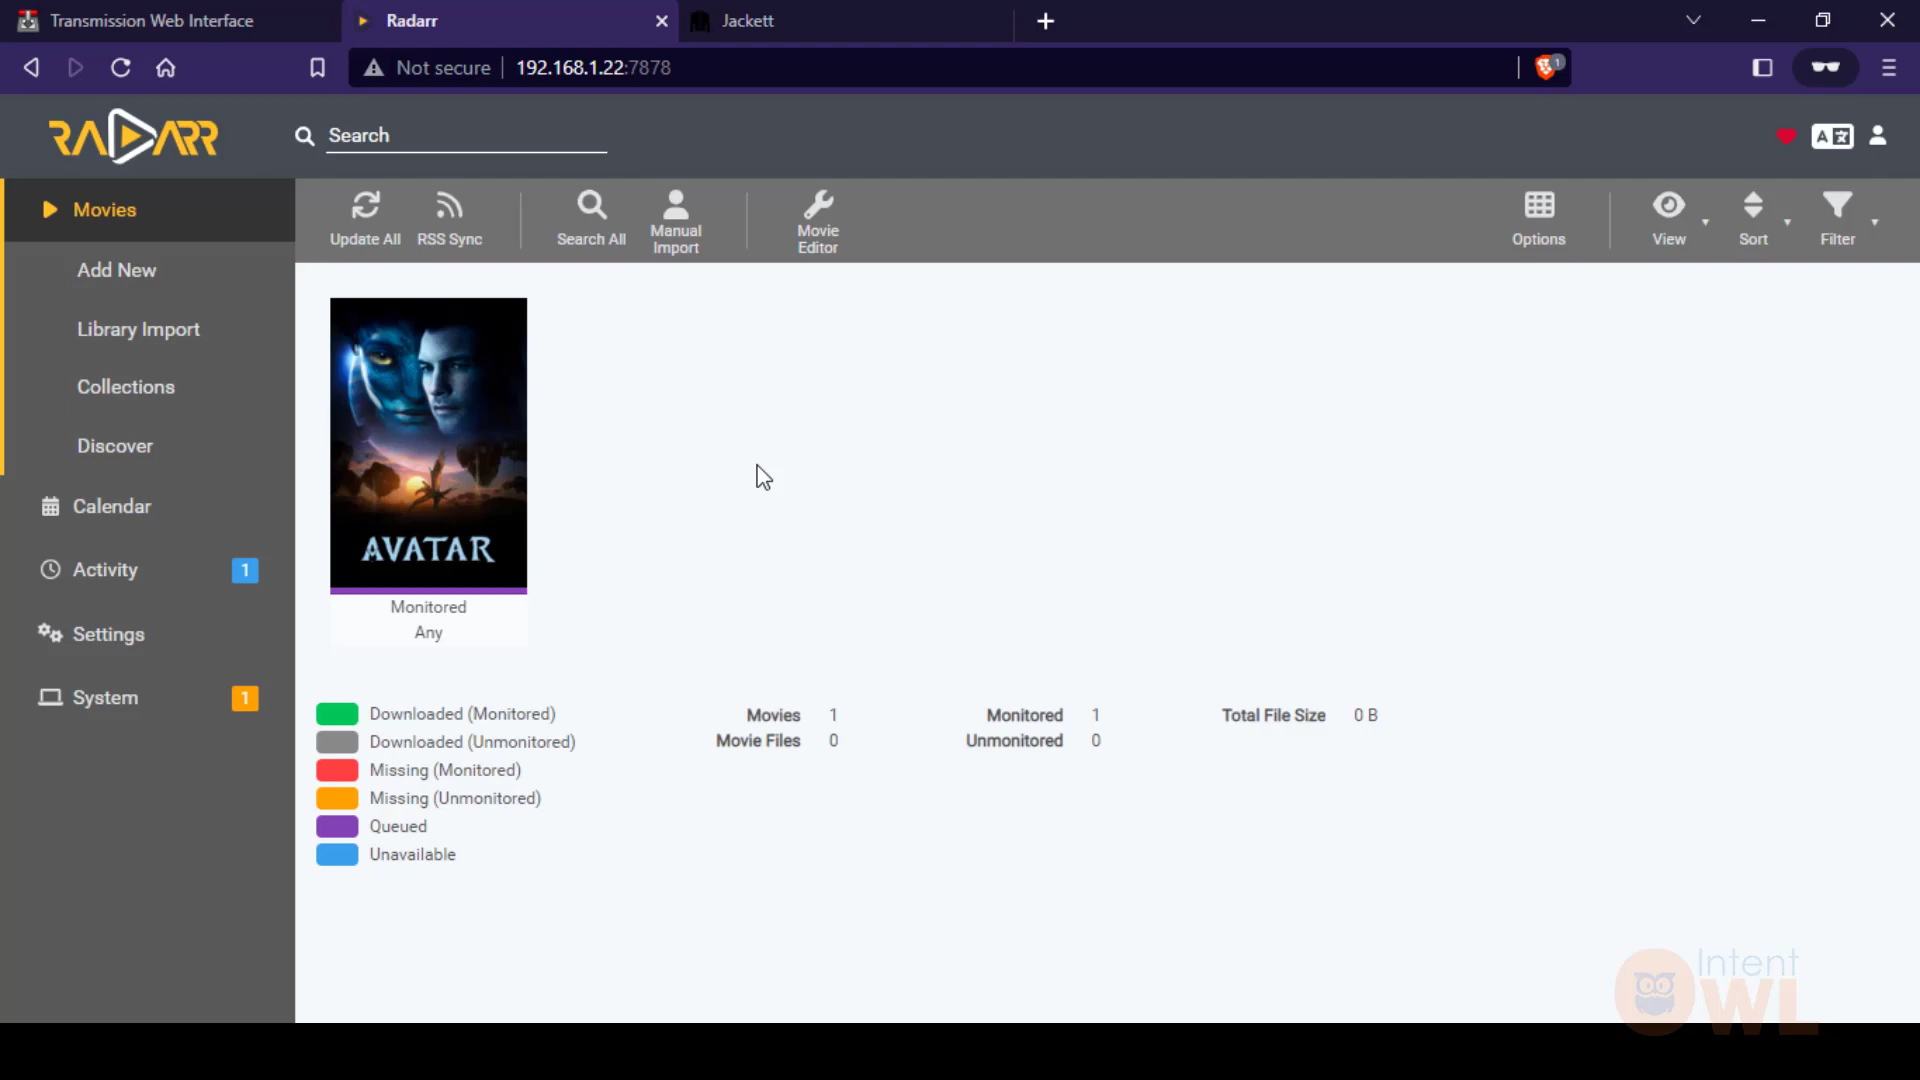 Transmission Web Interface
Radarr
Jackett
Not secure
192.168.1.22:7878
1
RADARR
Search
Movies
Add New
Library Import
Collections
Discover
Calendar
Activity 1
Settings
System 1
Update All
RSS Sync
Search All
Manual Import
Movie Editor
Options
View
Sort
Filter
AVATAR
Monitored
Any
Downloaded (Monitored)
Downloaded (Unmonitored)
Missing (Monitored)
Missing (Unmonitored)
Queued
Unavailable
Movies 1
Movie Files 0
Monitored 1
Unmonitored 0
Total File Size 0 B
Intent
OWL